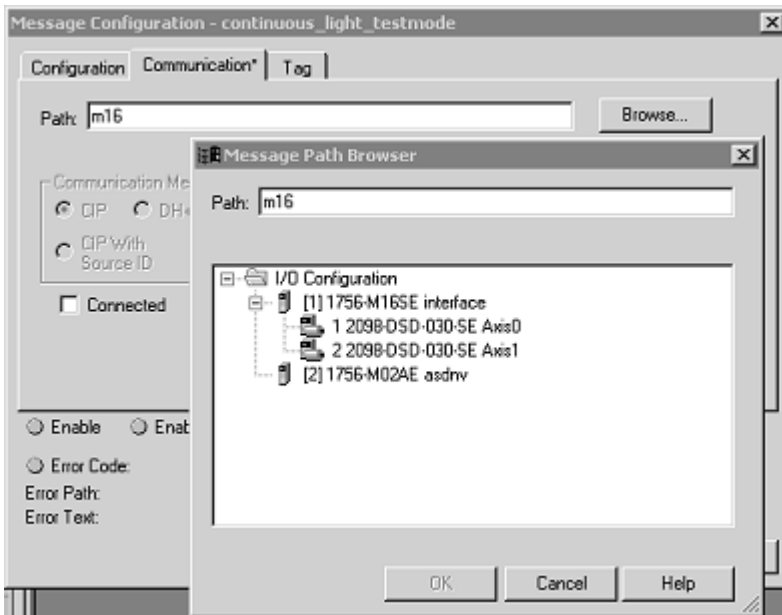 Message Configuration - continuous_light_testmode
Configuration Communication* Tag
Path: m16 Browse...
Message Path Browser
Communication Me
Path: m16
CIP DH+
CIP With
Source ID
I/O Configuration
Connected
[1] 1756-M16SE interface
1 2098-DSD-030-SE Axis0
2 2098-DSD-030-SE Axis1
[2] 1756-M02AE asdnv
Enable Enab
Error Code:
Error Path:
Error Text:
OK Cancel Help